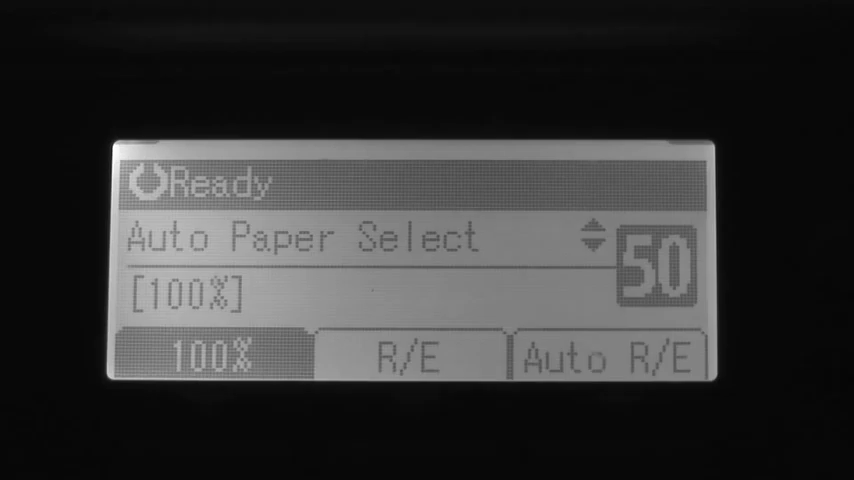 Ready
Auto Paper Select
50
[100%]
100% R/E Auto R/E